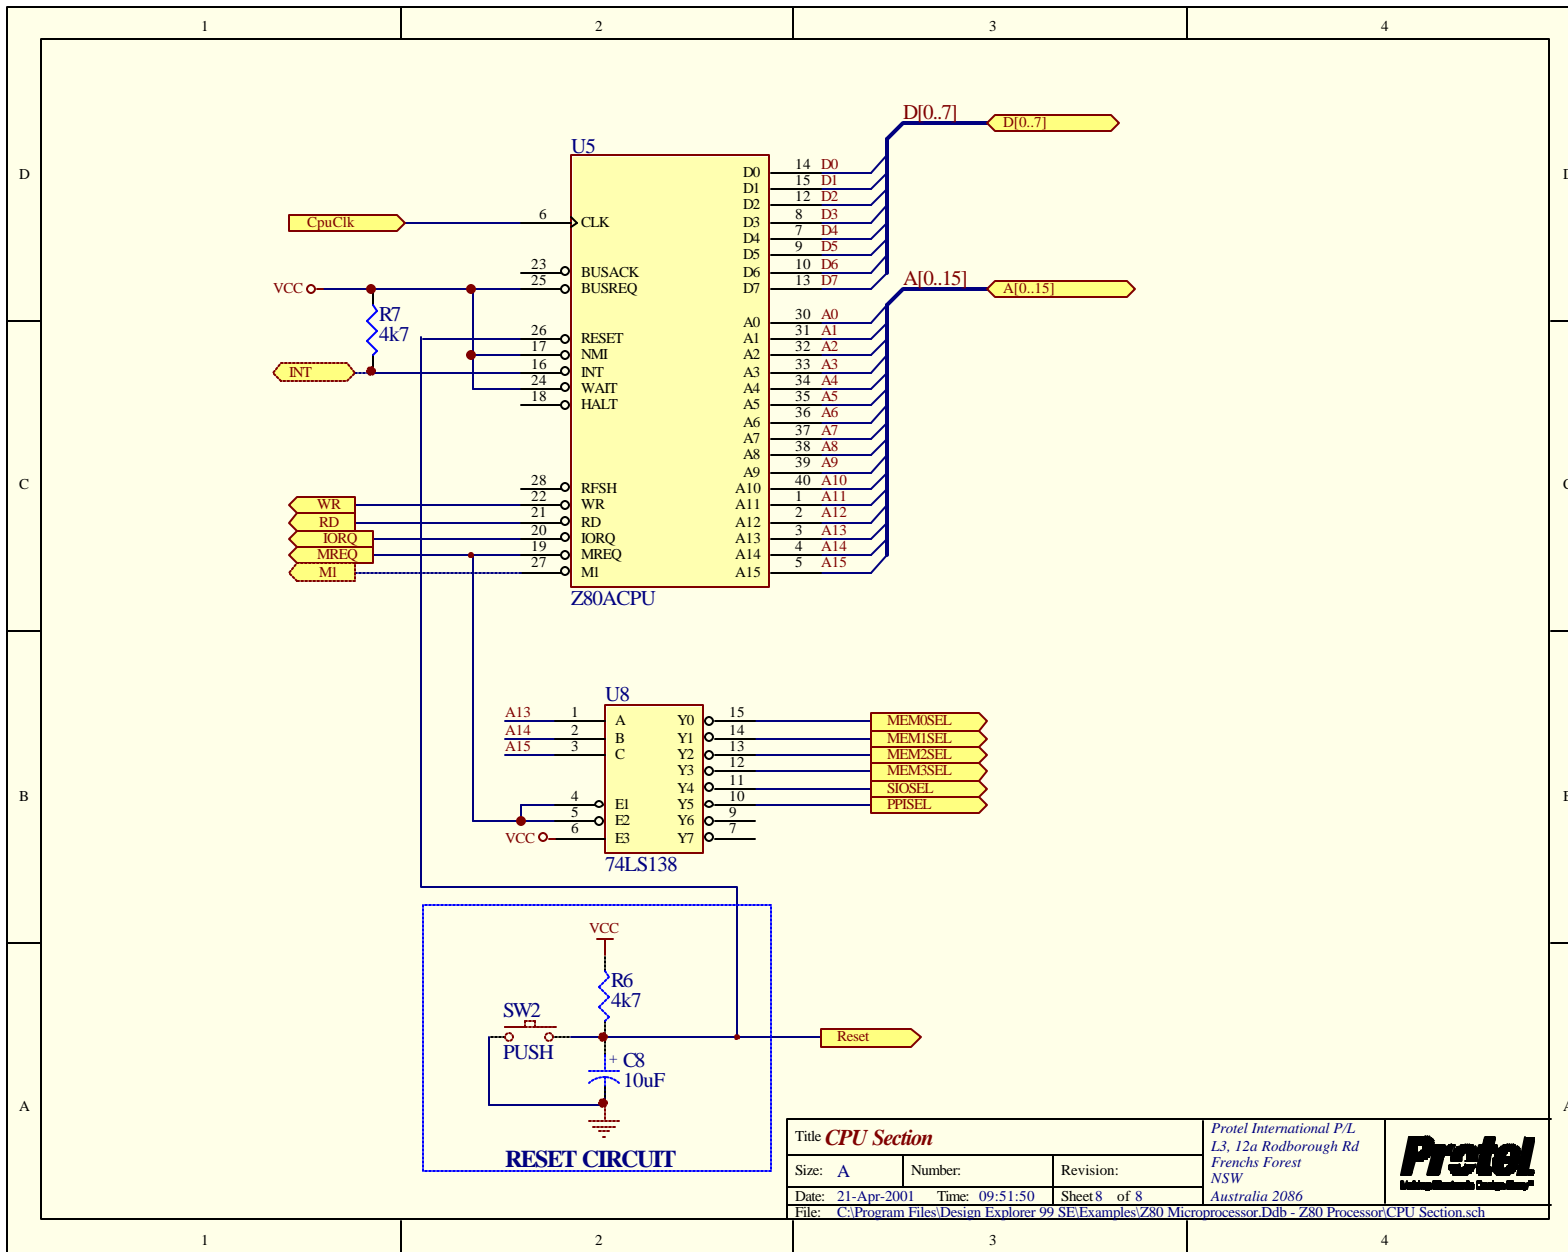 1 2 3 4
D
D[0..7] D[0..7]
U5
D0 14 D0
D1 15 D1
D2 12 D2
CpuClk 6 CLK D3 8 D3
D4 7 D4
D5 9 D5
23 BUSACK D6 10 D6
VCC 25 BUSREQ D7 13 D7
A[0..15] A[0..15]
R7
4k7
A0 30 A0
26 RESET A1 31 A1
17 NMI A2 32 A2
INT 16 INT A3 33 A3
24 WAIT A4 34 A4
18 HALT A5 35 A5
A6 36 A6
A7 37 A7
A8 38 A8
A9 39 A9
C
28 RFSH A10 40 A10
WR 22 WR A11 1 A11
RD 21 RD A12 2 A12
IORQ 20 IORQ A13 3 A13
MREQ 19 MREQ A14 4 A14
M1 27 M1 A15 5 A15
Z80ACPU
U8
A13 1 A Y0 15 MEM0SEL
A14 2 B Y1 14 MEM1SEL
A15 3 C Y2 13 MEM2SEL
Y3 12 MEM3SEL
Y4 11 SIOSEL
B
4 E1 Y5 10 PPISEL
5 E2 Y6 9
VCC 6 E3 Y7 7
74LS138
VCC
R6
4k7
SW2
PUSH
Reset
+ C8
10uF
A
RESET CIRCUIT
Title CPU Section
Size: A Number: Revision:
Date: 21-Apr-2001 Time: 09:51:50 Sheet 8 of 8
File: C:\Program Files\Design Explorer 99 SE\Examples\Z80 Microprocessor.Ddb - Z80 Processor\CPU Section.sch
Protel International P/L
L3, 12a Rodborough Rd
Frenchs Forest
NSW
Australia 2086
Protel
1 2 3 4